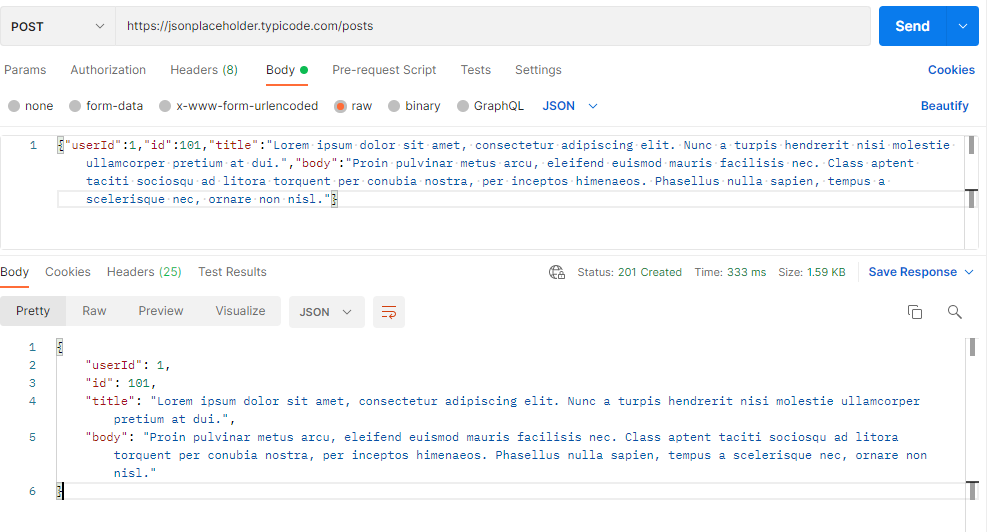 POST https://jsonplaceholder.typicode.com/posts Send
Params Authorization Headers (8) Body Pre-request Script Tests Settings Cookies
none form-data x-www-form-urlencoded raw binary GraphQL JSON Beautify
1 {"userId":1,"id":101,"title":"Lorem ipsum dolor sit amet, consectetur adipiscing elit. Nunc a turpis hendrerit nisi molestie
ullamcorper pretium at dui.","body":"Proin pulvinar metus arcu, eleifend euismod mauris facilisis nec. Class aptent
taciti sociosqu ad litora torquent per conubia nostra, per inceptos himenaeos. Phasellus nulla sapien, tempus a
scelerisque nec, ornare non nisl."}
Body Cookies Headers (25) Test Results Status: 201 Created Time: 333 ms Size: 1.59 KB Save Response
Pretty Raw Preview Visualize JSON
1 {
2 "userId": 1,
3 "id": 101,
4 "title": "Lorem ipsum dolor sit amet, consectetur adipiscing elit. Nunc a turpis hendrerit nisi molestie ullamcorper
pretium at dui.",
5 "body": "Proin pulvinar metus arcu, eleifend euismod mauris facilisis nec. Class aptent taciti sociosqu ad litora
torquent per conubia nostra, per inceptos himenaeos. Phasellus nulla sapien, tempus a scelerisque nec, ornare non
nisl."
6 }